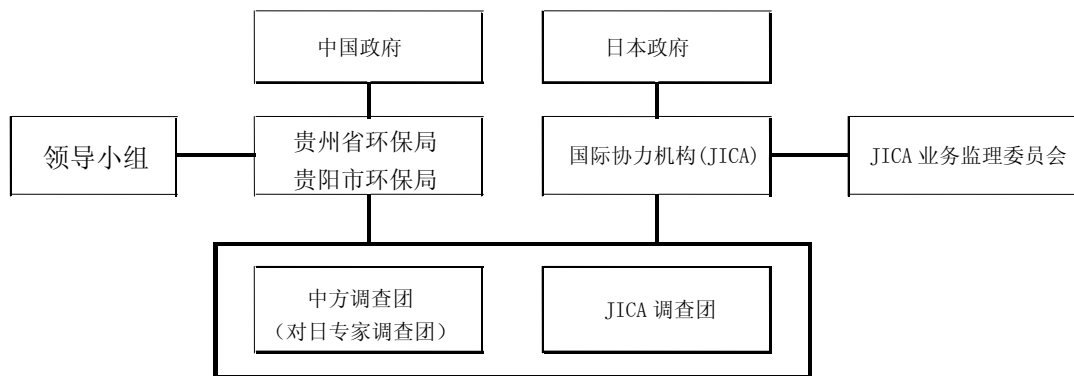 中国政府
日本政府
领导小组
贵州省环保局
贵阳市环保局
国际协力机构(JICA)
JICA 业务监理委员会
中方调查团
（对日专家调查团）
JICA 调查团